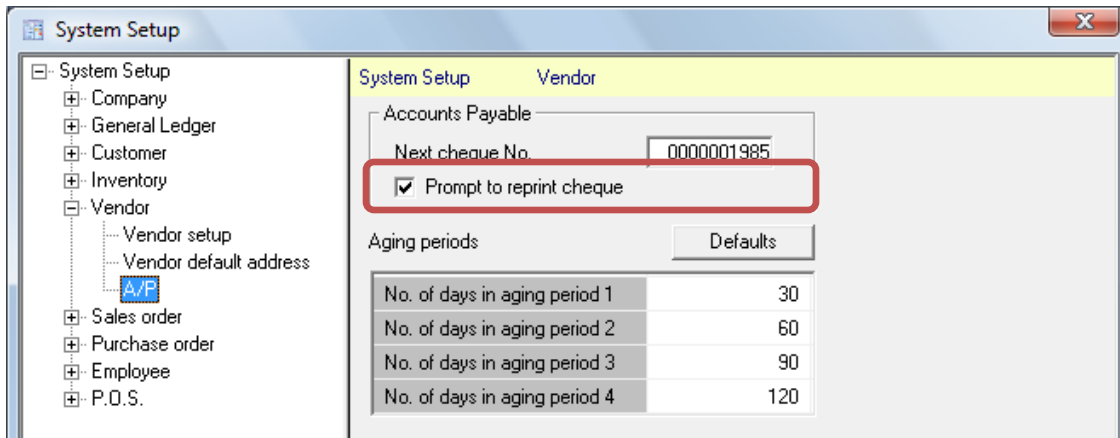 System Setup
System Setup
Company
General Ledger
Customer
Inventory
Vendor
Vendor setup
Vendor default address
A/P
Sales order
Purchase order
Employee
P.O.S.
System Setup Vendor
Accounts Payable
Next cheque No. 0000001985
Prompt to reprint cheque
Aging periods Defaults
No. of days in aging period 1 30
No. of days in aging period 2 60
No. of days in aging period 3 90
No. of days in aging period 4 120